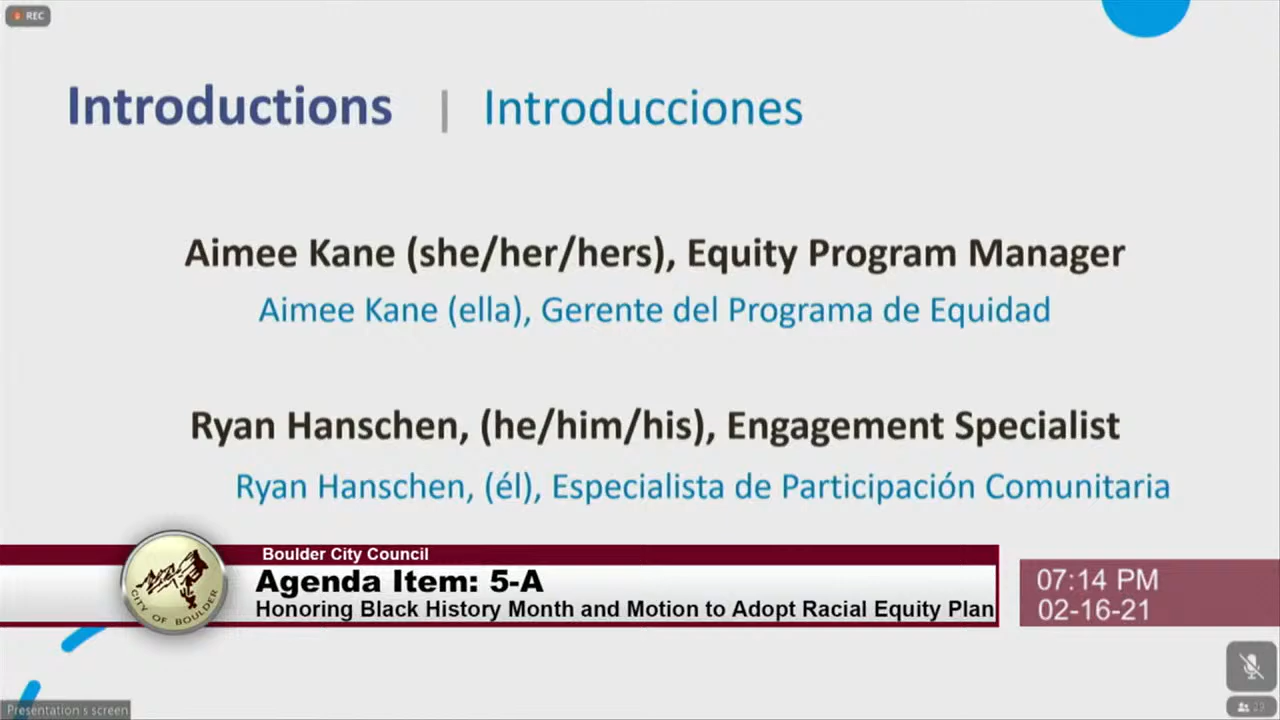 REC
Introductions | Introducciones
Aimee Kane (she/her/hers), Equity Program Manager
Aimee Kane (ella), Gerente del Programa de Equidad
Ryan Hanschen, (he/him/his), Engagement Specialist
Ryan Hanschen, (él), Especialista de Participación Comunitaria
Boulder City Council
Agenda Item: 5-A
Honoring Black History Month and Motion to Adopt Racial Equity Plan
CITY OF BOULDER
07:14 PM
02-16-21
Presentation's screen